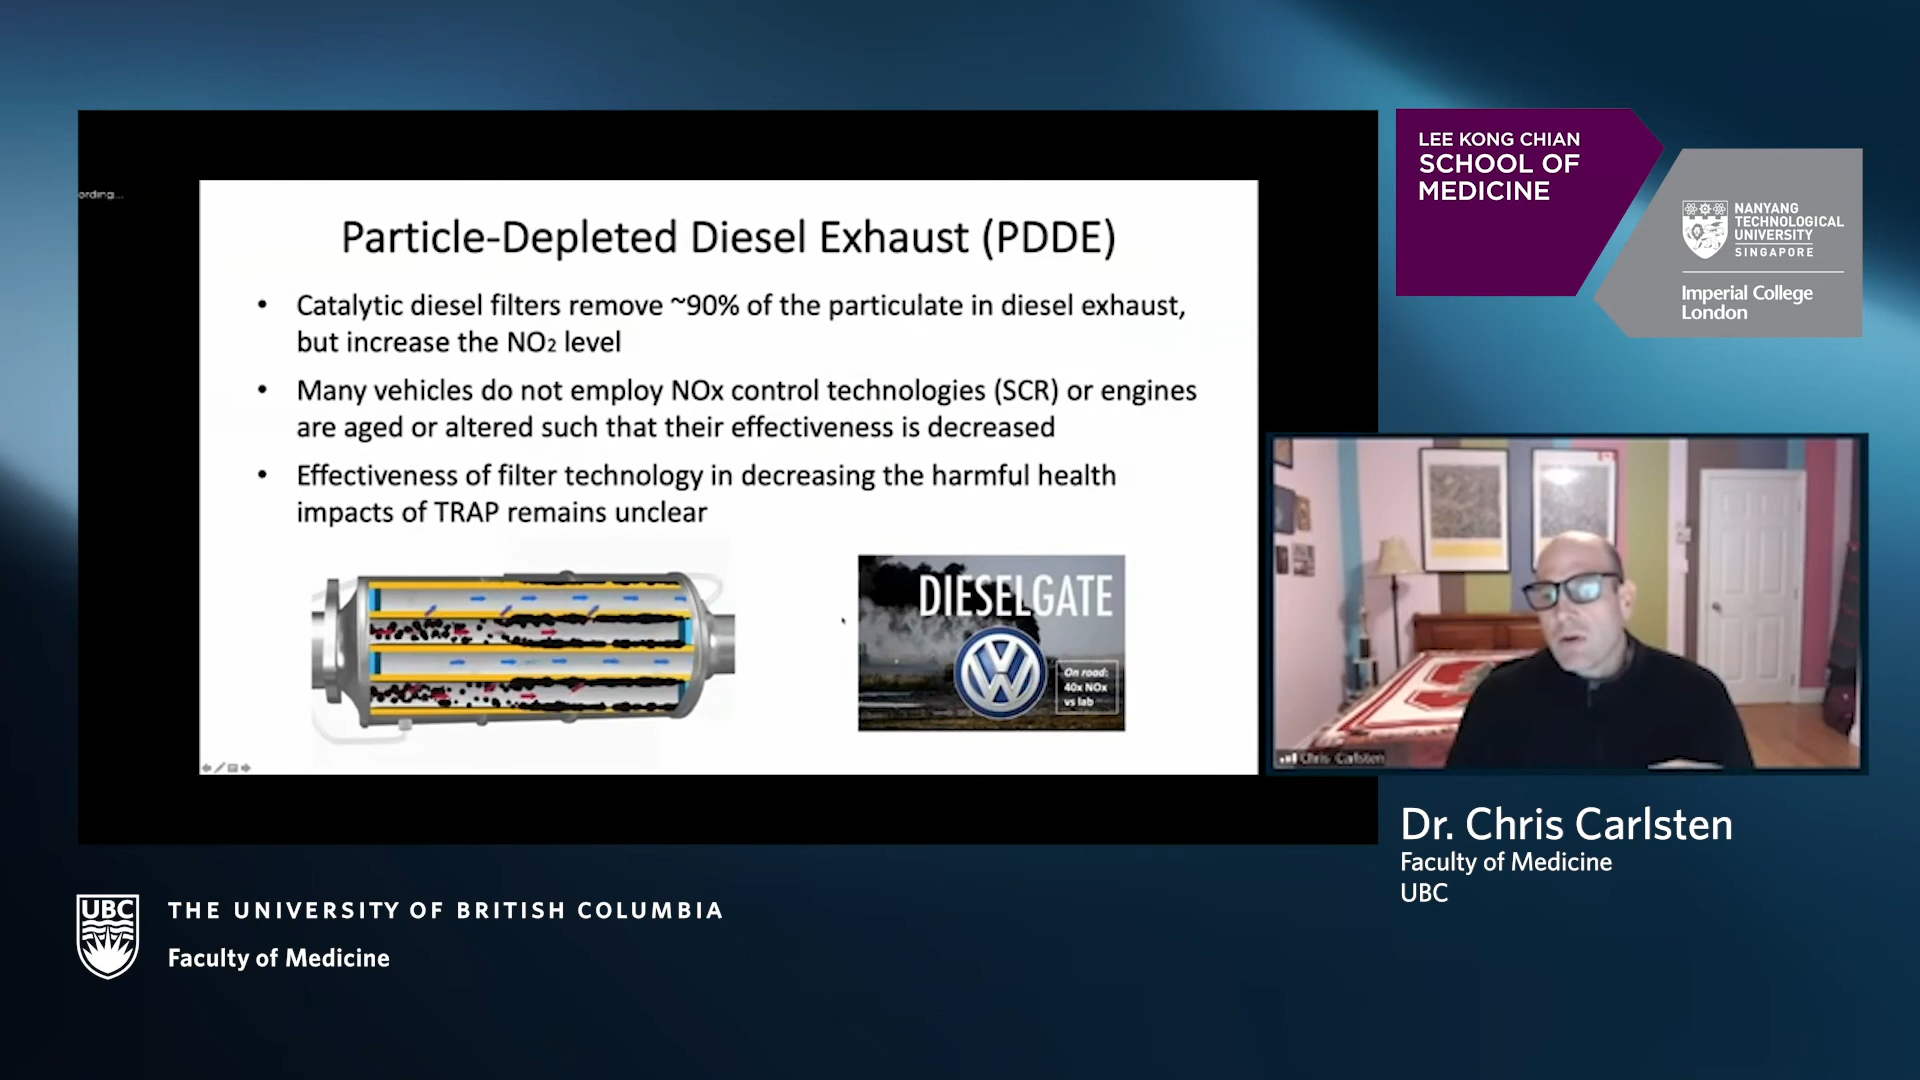 ording...
Particle-Depleted Diesel Exhaust (PDDE)
• Catalytic diesel filters remove ~90% of the particulate in diesel exhaust,
but increase the NO₂ level
• Many vehicles do not employ NOx control technologies (SCR) or engines
are aged or altered such that their effectiveness is decreased
• Effectiveness of filter technology in decreasing the harmful health
impacts of TRAP remains unclear
DIESELGATE
On road:
40x NOx
vs lab
LEE KONG CHIAN
SCHOOL OF
MEDICINE
NANYANG
TECHNOLOGICAL
UNIVERSITY
SINGAPORE
Imperial College
London
Chris Carlsten
Dr. Chris Carlsten
Faculty of Medicine
UBC
UBC
THE UNIVERSITY OF BRITISH COLUMBIA
Faculty of Medicine